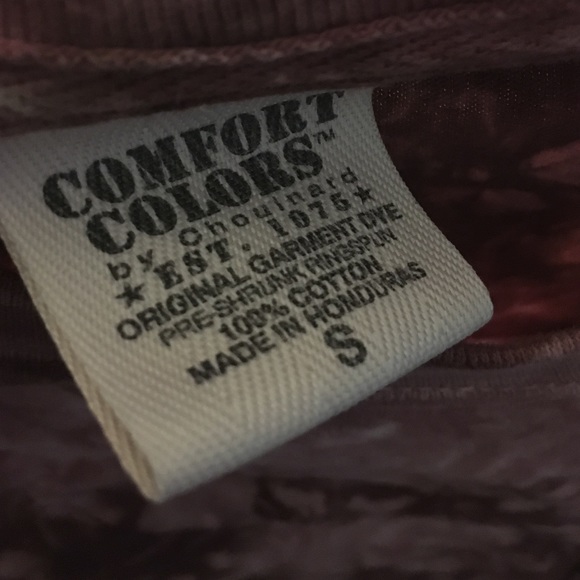 COMFORT
COLORS™
by Chouinard
★ EST. 1975 ★
ORIGINAL GARMENT DYE
PRE-SHRUNK RINGSPUN
100% COTTON
MADE IN HONDURAS
S